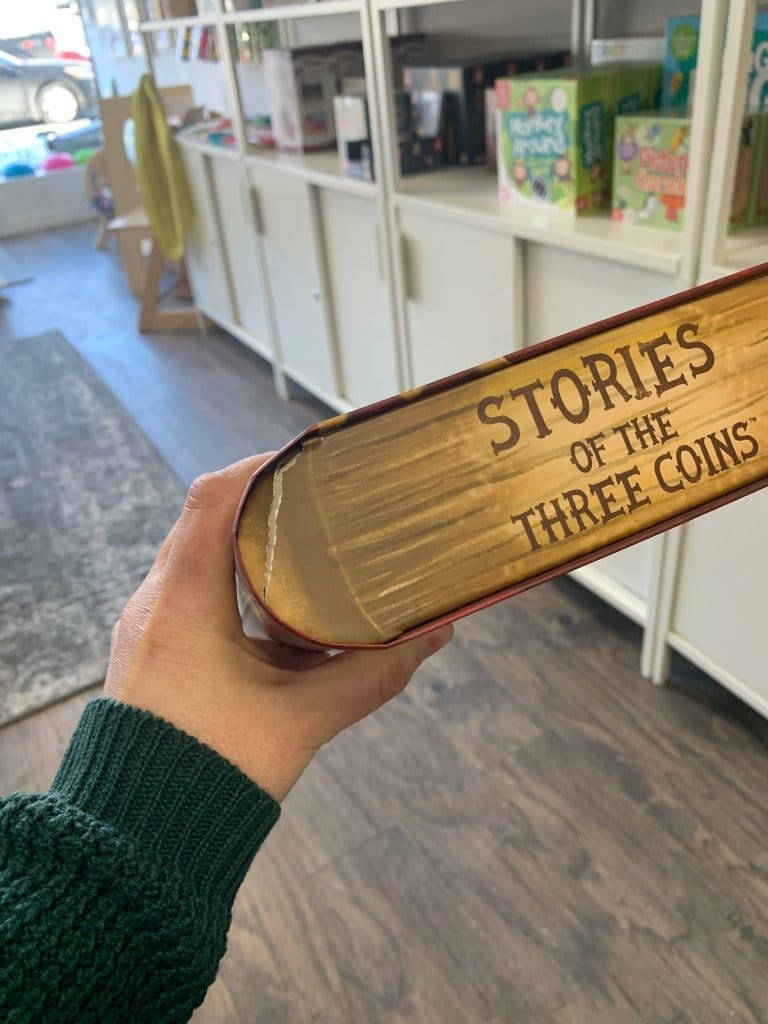 Monkey
Around
STORIES
OF THE
THREE COINS™